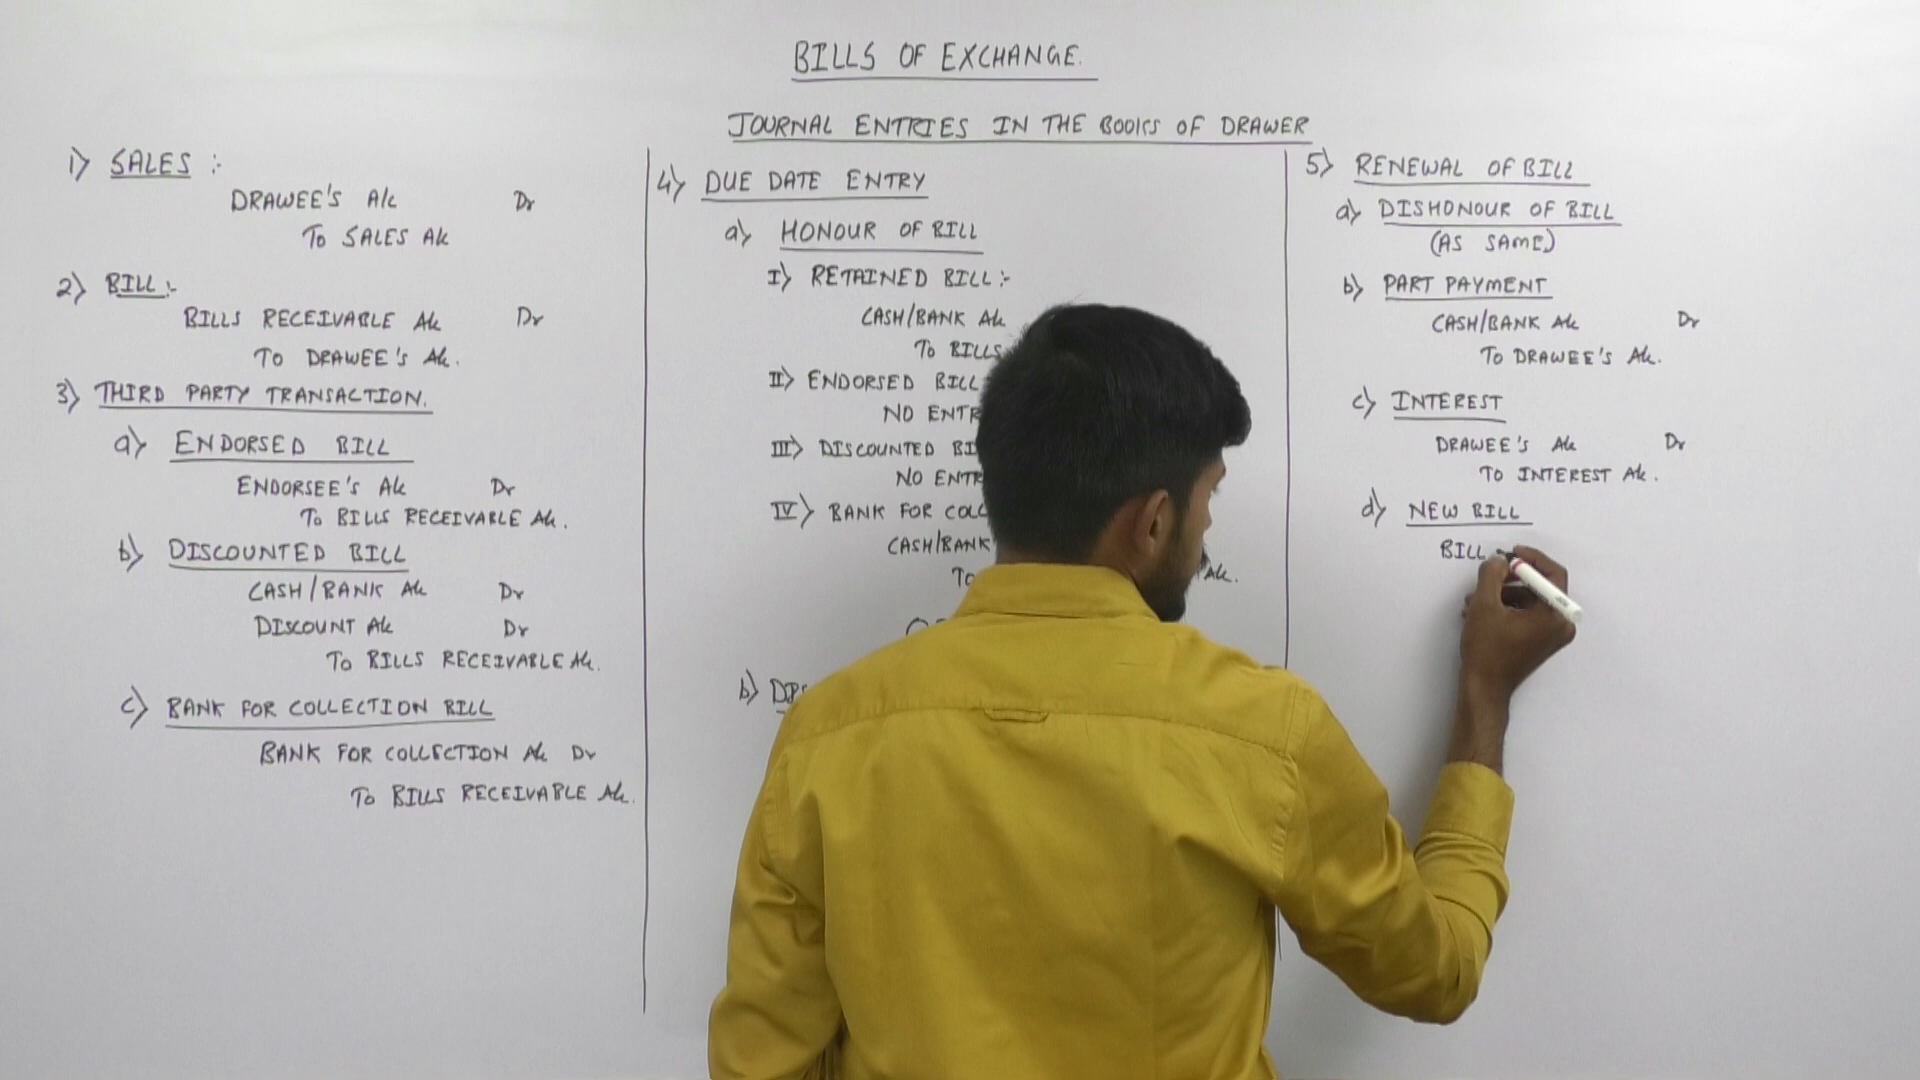 BILLS OF EXCHANGE.
JOURNAL ENTRIES IN THE BOOKS OF DRAWER
1) SALES :-
DRAWEE'S A/c Dr
To SALES A/c
2) BILL :-
BILLS RECEIVABLE A/c Dr
To DRAWEE'S A/c.
3) THIRD PARTY TRANSACTION.
a) ENDORSED BILL
ENDORSEE'S A/c Dr
To BILLS RECEIVABLE A/c.
b) DISCOUNTED BILL
CASH/BANK A/c Dr
DISCOUNT A/c Dr
To BILLS RECEIVABLE A/c.
c) BANK FOR COLLECTION BILL
BANK FOR COLLECTION A/c Dr
To BILLS RECEIVABLE A/c.
4) DUE DATE ENTRY
a) HONOUR OF BILL
I) RETAINED BILL :-
CASH/BANK A/c
To BILLS
II) ENDORSED BILL
NO ENTR
III) DISCOUNTED BI
NO ENTR
IV) BANK FOR COLL
CASH/BANK
To A/c.
b)
5) RENEWAL OF BILL
a) DISHONOUR OF BILL
(AS SAME)
b) PART PAYMENT
CASH/BANK A/c Dr
To DRAWEE'S A/c.
c) INTEREST
DRAWEE'S A/c Dr
To INTEREST A/c.
d) NEW BILL
BILL